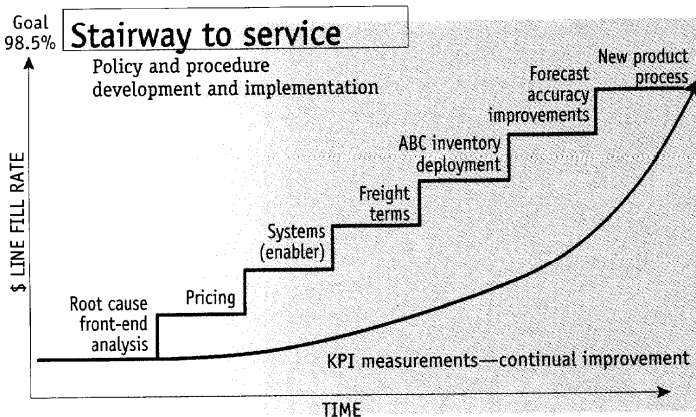 Goal
98.5%
Stairway to service
Policy and procedure
development and implementation
New product
process
Forecast
accuracy
improvements
ABC inventory
deployment
Freight
terms
Systems
(enabler)
Pricing
Root cause
front-end
analysis
$ LINE FILL RATE
KPI measurements—continual improvement
TIME